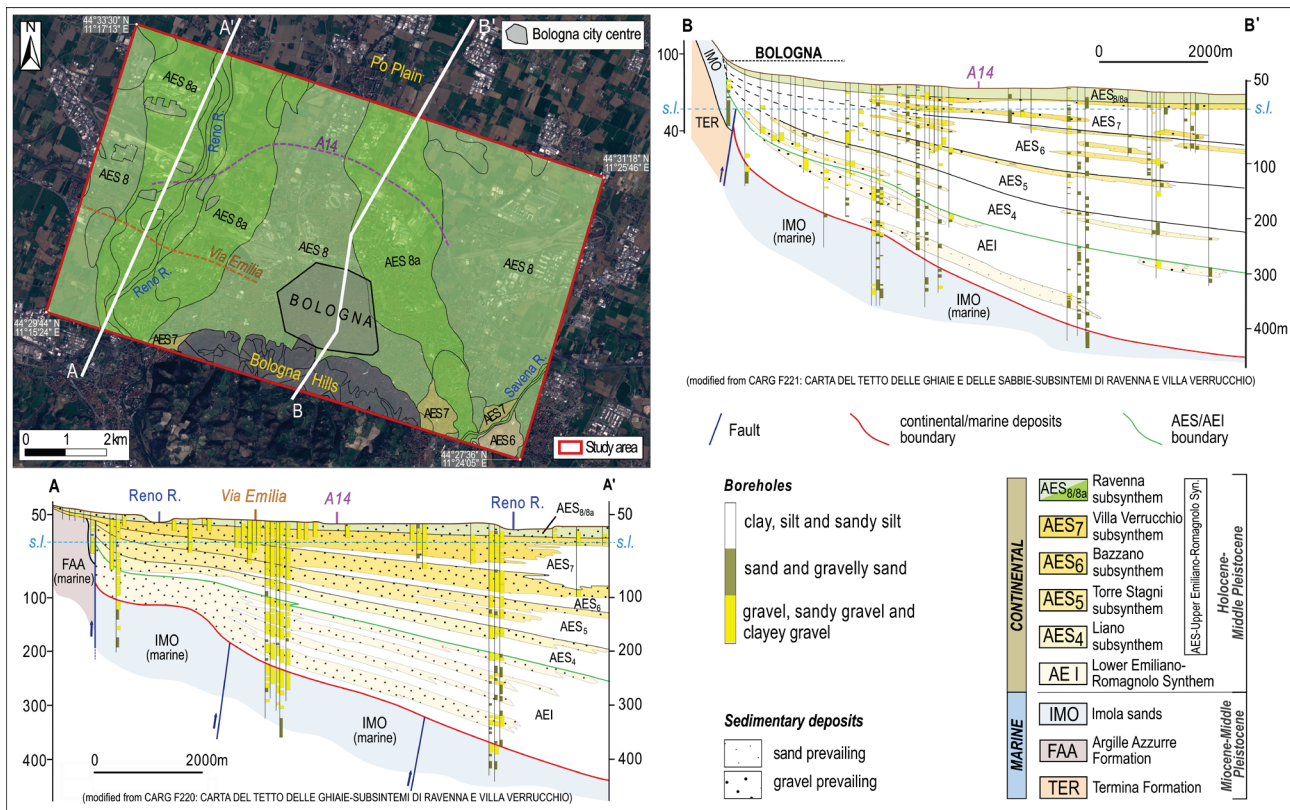 44°33'30" N
11°17'13" E
N
A'
B'
Bologna city centre
Po Plain
AES 8a
Reno R.
A14
44°31'18" N
11°25'46" E
AES 8
AES 8a
Via Emilia
AES 8
AES 8a
AES 8
Reno R.
BOLOGNA
44°29'44" N
11°15'24" E
AES7
Bologna Hills
Savena R.
A
B
AES7
AES7
AES6
0 1 2km
44°27'36" N
11°24'05" E
Study area
B
B'
100
IMO
BOLOGNA
0 2000m
A14
50
s.l.
AES8/8a
s.l.
TER
40
AES7
AES6
100
AES5
AES4
200
IMO
(marine)
AEI
300
IMO
(marine)
400m
(modified from CARG F221: CARTA DEL TETTO DELLE GHIAIE E DELLE SABBIE-SUBSINTEMI DI RAVENNA E VILLA VERRUCCHIO)
Fault
continental/marine deposits
boundary
AES/AEI
boundary
A
Reno R.
Via Emilia
A14
Reno R.
A'
50
AES8/8a
50
s.l.
s.l.
FAA
(marine)
AES7
100
AES6
100
AES5
IMO
(marine)
AES4
200
200
300
AEI
300
IMO
(marine)
400
400
0 2000m
(modified from CARG F220: CARTA DEL TETTO DELLE GHIAIE-SUBSINTEMI DI RAVENNA E VILLA VERRUCCHIO)
Boreholes
clay, silt and sandy silt
sand and gravelly sand
gravel, sandy gravel and
clayey gravel
Sedimentary deposits
sand prevailing
gravel prevailing
CONTINENTAL
MARINE
AES8/8a Ravenna
subsynthem
AES7 Villa Verrucchio
subsynthem
AES6 Bazzano
subsynthem
AES5 Torre Stagni
subsynthem
AES4 Liano
subsynthem
AE I Lower Emiliano-
Romagnolo Synthem
IMO Imola sands
FAA Argille Azzurre
Formation
TER Termina Formation
AES-Upper Emiliano-Romagnolo Syn.
Holocene-
Middle Pleistocene
Miocene-Middle
Pleistocene